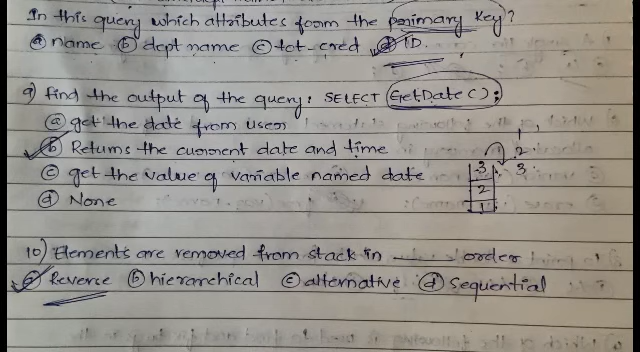 In this query which attributes form the primary key?
ⓐ name ⓑ dept name ⓒ tot-cred ⓓ ID.
9) find the output of the query: SELECT GetDate();
ⓐ get the date from user
ⓑ Returns the current date and time
ⓒ get the value of variable named date
ⓓ None
1
2
3 3
2
1
10) Elements are removed from stack in ——— order
ⓐ Reverse ⓑ hierarchical ⓒ alternative ⓓ Sequential